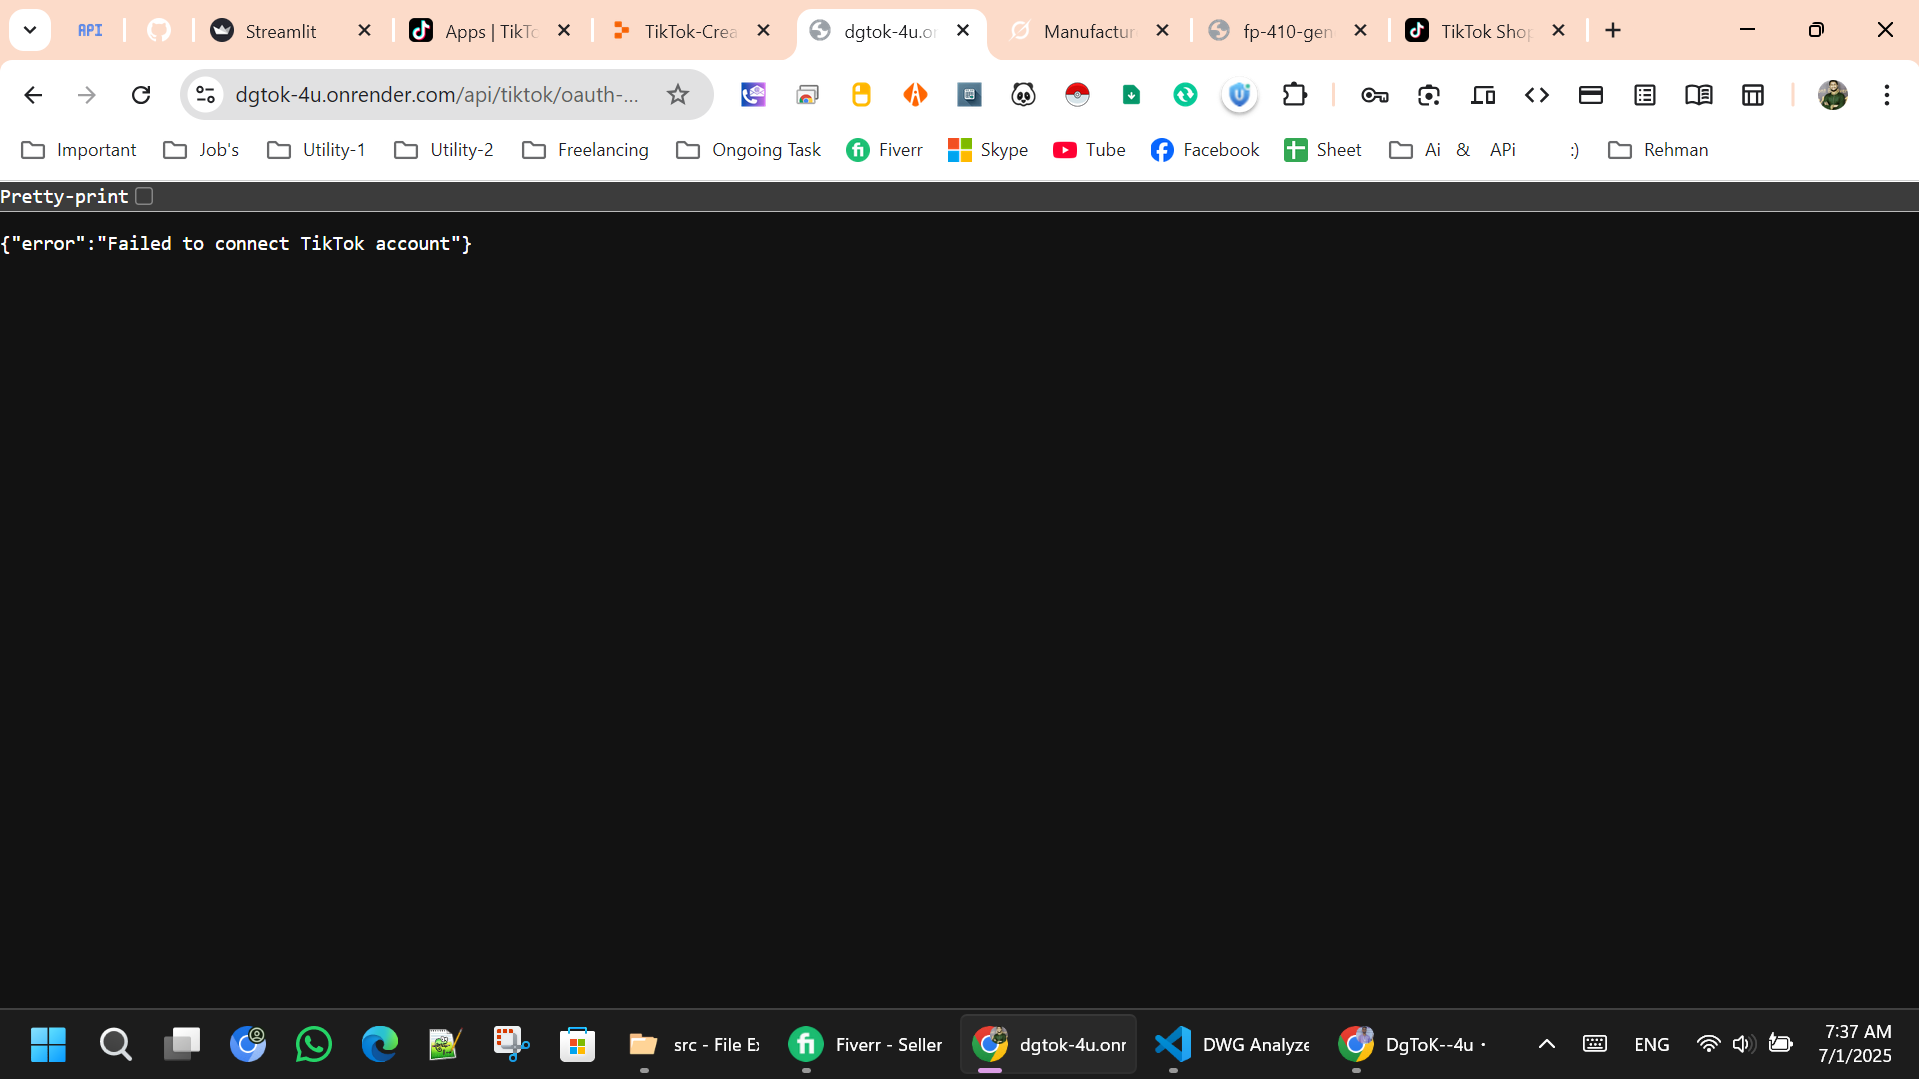 API
Streamlit
Apps | TikTo
TikTok-Crea
dgtok-4u.on
Manufactur
fp-410-gen
TikTok Shop
dgtok-4u.onrender.com/api/tiktok/oauth-...
Important
Job's
Utility-1
Utility-2
Freelancing
Ongoing Task
Fiverr
Skype
Tube
Facebook
Sheet
Ai & APi :)
Rehman
Pretty-print
{"error":"Failed to connect TikTok account"}
src - File Ex
Fiverr - Seller
dgtok-4u.onr
DWG Analyze
DgToK--4u ·
ENG
7:37 AM
7/1/2025